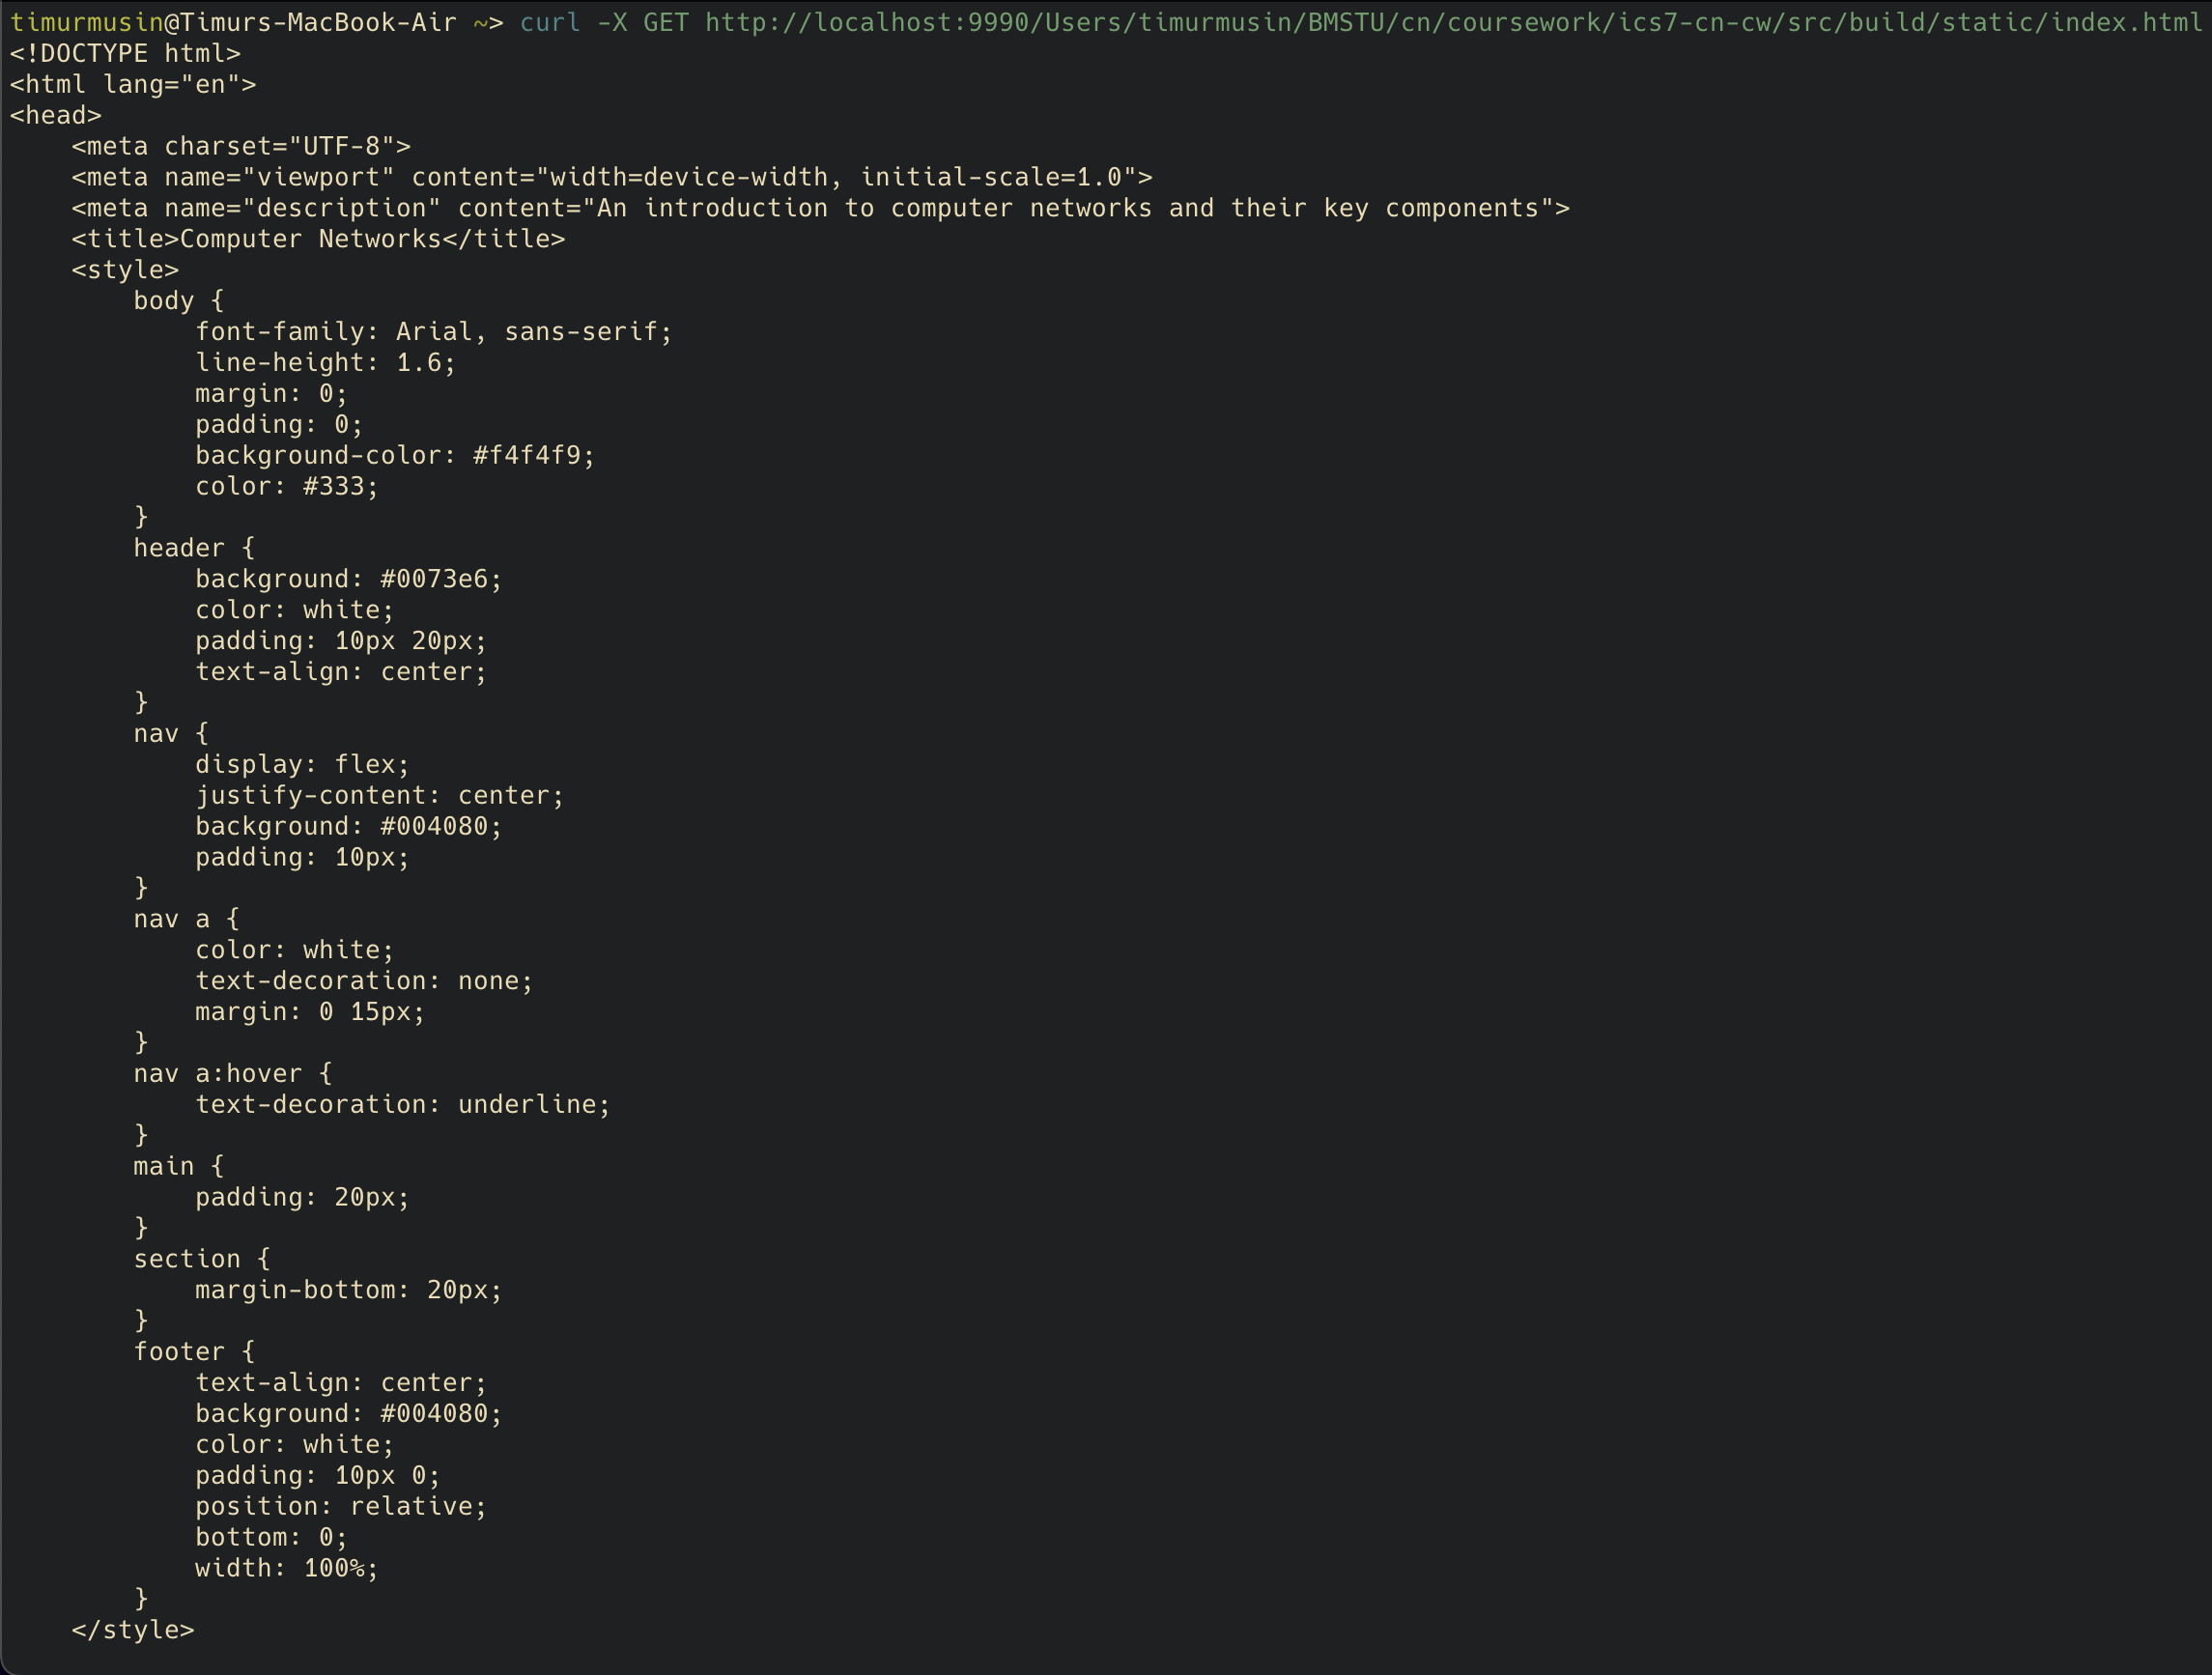 timurmusin@Timurs-MacBook-Air ~> curl -X GET http://localhost:9990/Users/timurmusin/BMSTU/cn/coursework/ics7-cn-cw/src/build/static/index.html
<!DOCTYPE html>
<html lang="en">
<head>
    <meta charset="UTF-8">
    <meta name="viewport" content="width=device-width, initial-scale=1.0">
    <meta name="description" content="An introduction to computer networks and their key components">
    <title>Computer Networks</title>
    <style>
        body {
            font-family: Arial, sans-serif;
            line-height: 1.6;
            margin: 0;
            padding: 0;
            background-color: #f4f4f9;
            color: #333;
        }
        header {
            background: #0073e6;
            color: white;
            padding: 10px 20px;
            text-align: center;
        }
        nav {
            display: flex;
            justify-content: center;
            background: #004080;
            padding: 10px;
        }
        nav a {
            color: white;
            text-decoration: none;
            margin: 0 15px;
        }
        nav a:hover {
            text-decoration: underline;
        }
        main {
            padding: 20px;
        }
        section {
            margin-bottom: 20px;
        }
        footer {
            text-align: center;
            background: #004080;
            color: white;
            padding: 10px 0;
            position: relative;
            bottom: 0;
            width: 100%;
        }
    </style>